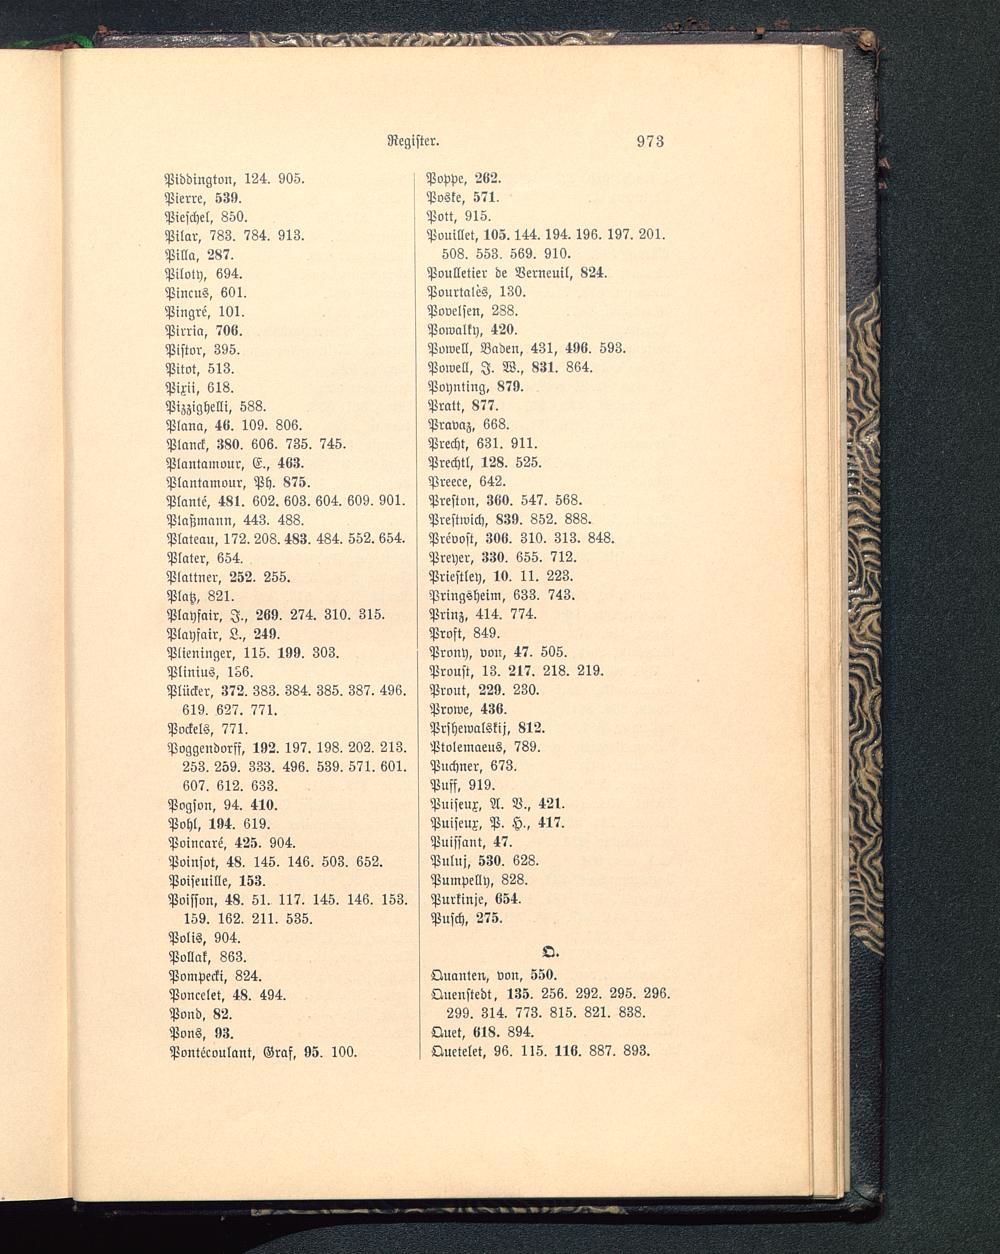 Regiſter.
973
Piddington, 124. 905.
Pierre, 539.
Pieſchel, 850.
Pilar, 783. 784. 913.
Pilla, 287.
Piloty, 694.
Pincus, 601.
Pingré, 101.
Pirria, 706.
Piſtor, 395.
Pitot, 513.
Pixii, 618.
Pizzighelli, 588.
Plana, 46. 109. 806.
Planck, 380. 606. 735. 745.
Plantamour, E., 463.
Plantamour, Ph. 875.
Planté, 481. 602. 603. 604. 609. 901.
Plaßmann, 443. 488.
Plateau, 172. 208. 483. 484. 552. 654.
Plater, 654.
Plattner, 252. 255.
Platz, 821.
Playfair, J., 269. 274. 310. 315.
Playfair, L., 249.
Plieninger, 115. 199. 303.
Plinius, 156.
Plücker, 372. 383. 384. 385. 387. 496.
619. 627. 771.
Pockels, 771.
Poggendorff, 192. 197. 198. 202. 213.
253. 259. 333. 496. 539. 571. 601.
607. 612. 633.
Pogſon, 94. 410.
Pohl, 194. 619.
Poincaré, 425. 904.
Poinſot, 48. 145. 146. 503. 652.
Poiſeuille, 153.
Poiſſon, 48. 51. 117. 145. 146. 153.
159. 162. 211. 535.
Polis, 904.
Pollak, 863.
Pompecki, 824.
Poncelet, 48. 494.
Pond, 82.
Pons, 93.
Pontécoulant, Graf, 95. 100.
Poppe, 262.
Poske, 571.
Pott, 915.
Pouillet, 105. 144. 194. 196. 197. 201.
508. 553. 569. 910.
Poulletier de Verneuil, 824.
Pourtalès, 130.
Povelſen, 288.
Powalky, 420.
Powell, Baden, 431, 496. 593.
Powell, J. W., 831. 864.
Poynting, 879.
Pratt, 877.
Pravaz, 668.
Precht, 631. 911.
Prechtl, 128. 525.
Preece, 642.
Preſton, 360. 547. 568.
Preſtwich, 839. 852. 888.
Prévoſt, 306. 310. 313. 848.
Preyer, 330. 655. 712.
Prieſtley, 10. 11. 223.
Pringsheim, 633. 743.
Prinz, 414. 774.
Proſt, 849.
Prony, von, 47. 505.
Prouſt, 13. 217. 218. 219.
Prout, 229. 230.
Prowe, 436.
Prſhewalskij, 812.
Ptolemaeus, 789.
Puchner, 673.
Puff, 919.
Puiſeux, A. V., 421.
Puiſeux, P. H., 417.
Puiſſant, 47.
Puluj, 530. 628.
Pumpelly, 828.
Purkinje, 654.
Puſch, 275.
Q.
Quanten, von, 550.
Quenſtedt, 135. 256. 292. 295. 296.
299. 314. 773. 815. 821. 838.
Quet, 618. 894.
Quetelet, 96. 115. 116. 887. 893.